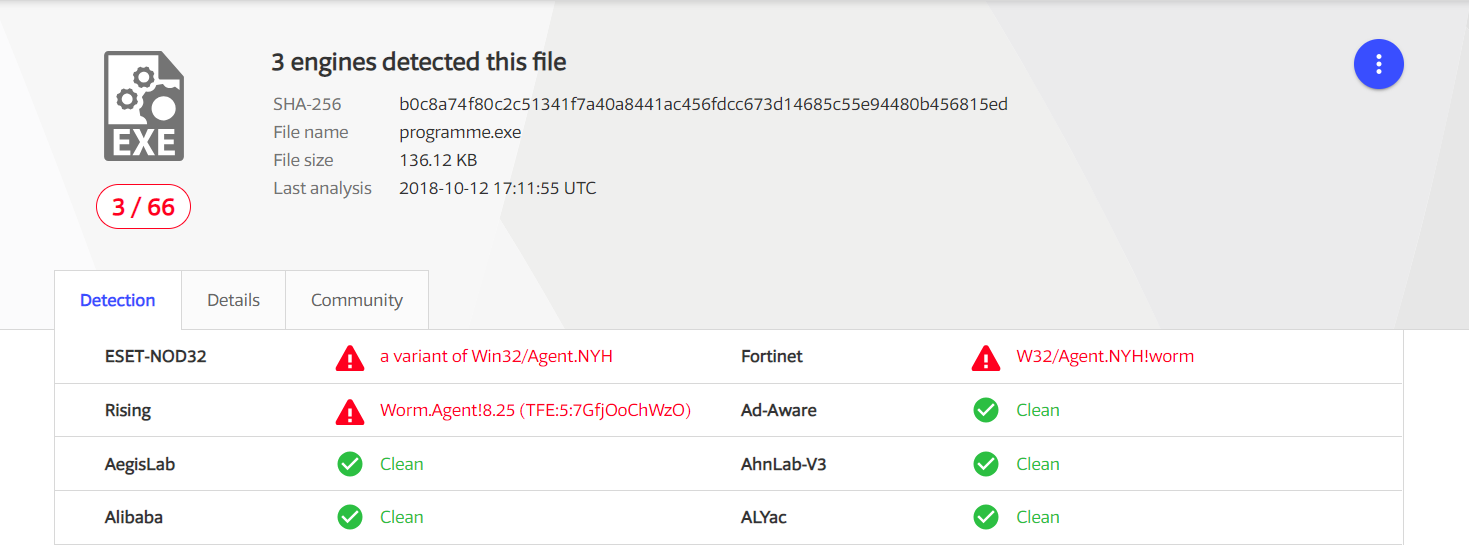 3 engines detected this file
SHA-256 b0c8a74f80c2c51341f7a40a8441ac456fdcc673d14685c55e94480b456815ed
File name programme.exe
File size 136.12 KB
Last analysis 2018-10-12 17:11:55 UTC
EXE
3 / 66
Detection Details Community
ESET-NOD32 a variant of Win32/Agent.NYH Fortinet W32/Agent.NYH!worm
Rising Worm.Agent!8.25 (TFE:5:7GfjOoChWzO) Ad-Aware Clean
AegisLab Clean AhnLab-V3 Clean
Alibaba Clean ALYac Clean